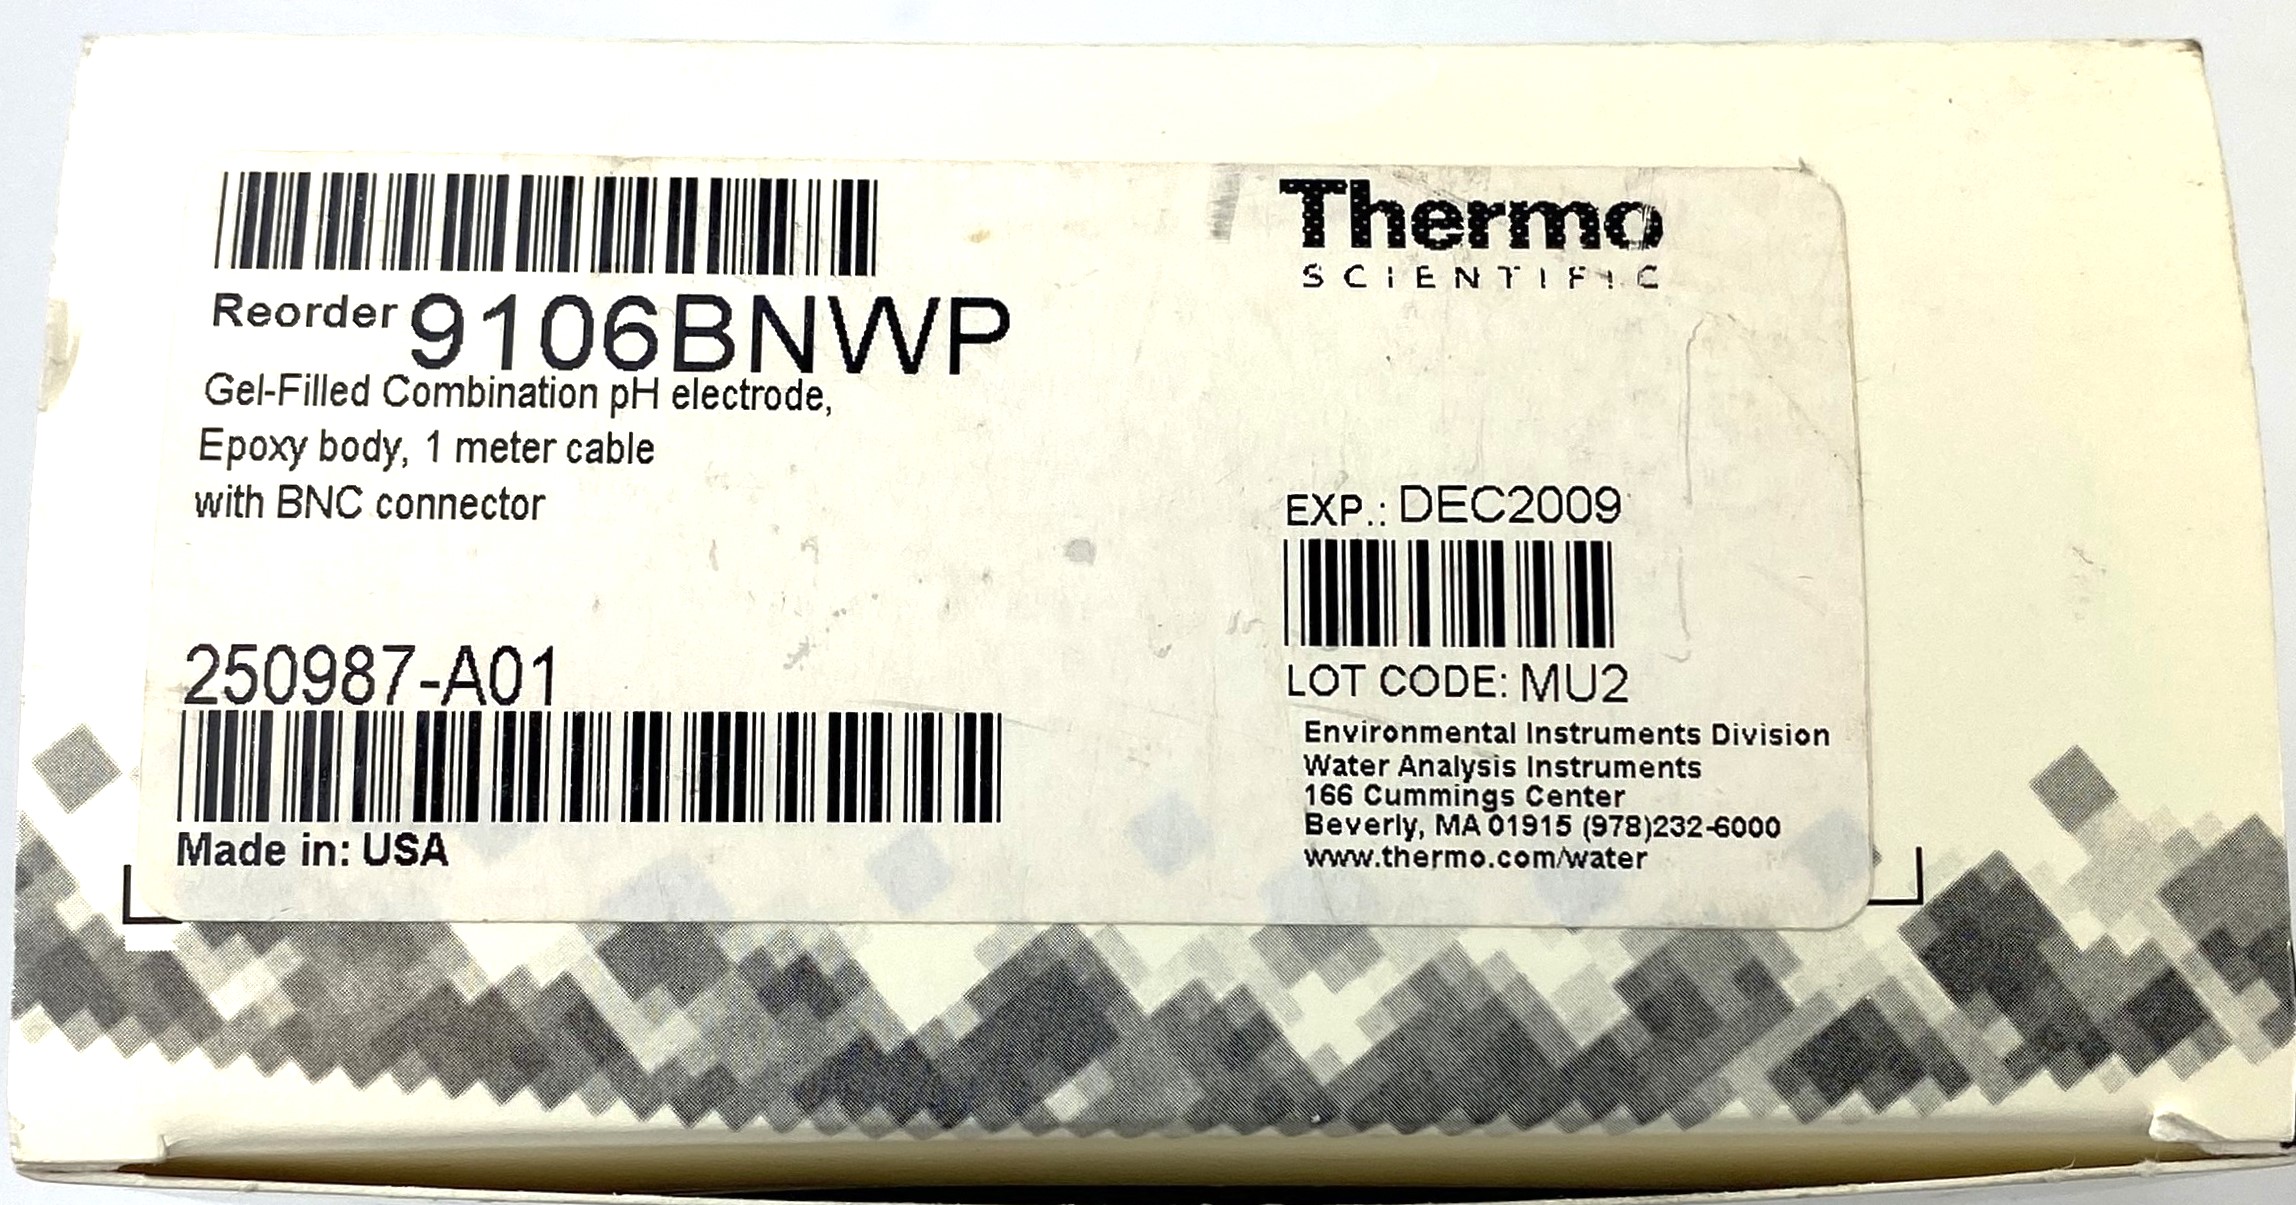 Thermo
SCIENTIFIC
Reorder 9106BNWP
Gel-Filled Combination pH electrode,
Epoxy body, 1 meter cable
with BNC connector
EXP.: DEC2009
250987-A01
LOT CODE: MU2
Made in: USA
Environmental Instruments Division
Water Analysis Instruments
166 Cummings Center
Beverly, MA 01915 (978)232-6000
www.thermo.com/water